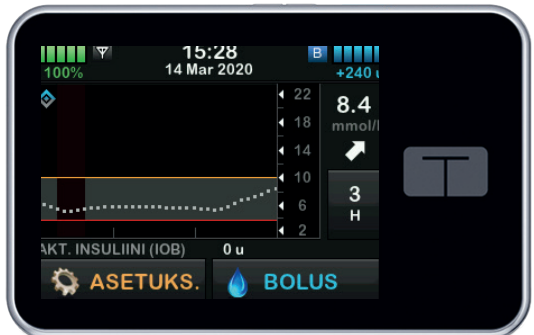 15:28
B
100%
14 Mar 2020
+240 u
22
18
14
10
6
2
8.4
mmol/l
3
H
AKT. INSULIINI (IOB)
0 u
ASETUKS.
BOLUS
T